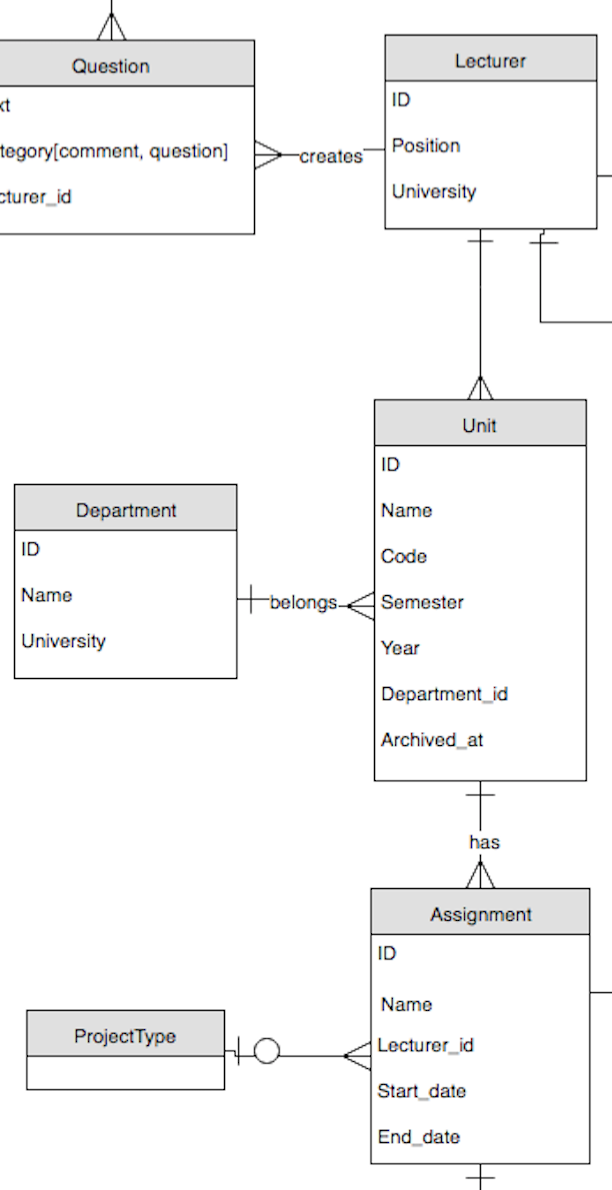 Question
xt
tegory[comment, question]
cturer_id
creates
Lecturer
ID
Position
University
Unit
ID
Name
Code
Semester
Year
Department_id
Archived_at
Department
ID
Name
University
belongs
has
Assignment
ID
Name
Lecturer_id
Start_date
End_date
ProjectType